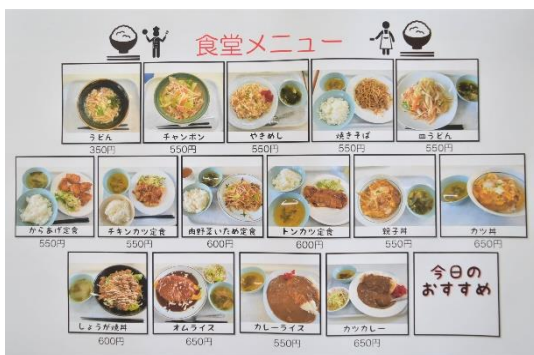 食堂メニュー
うどん
350円
チャンポン
550円
やきめし
550円
焼きそば
550円
皿うどん
550円
からあげ定食
550円
チキンカツ定食
550円
肉野菜いため定食
600円
トンカツ定食
600円
親子丼
550円
カツ丼
650円
しょうが焼丼
600円
オムライス
650円
カレーライス
550円
カツカレー
650円
今日の
おすすめ